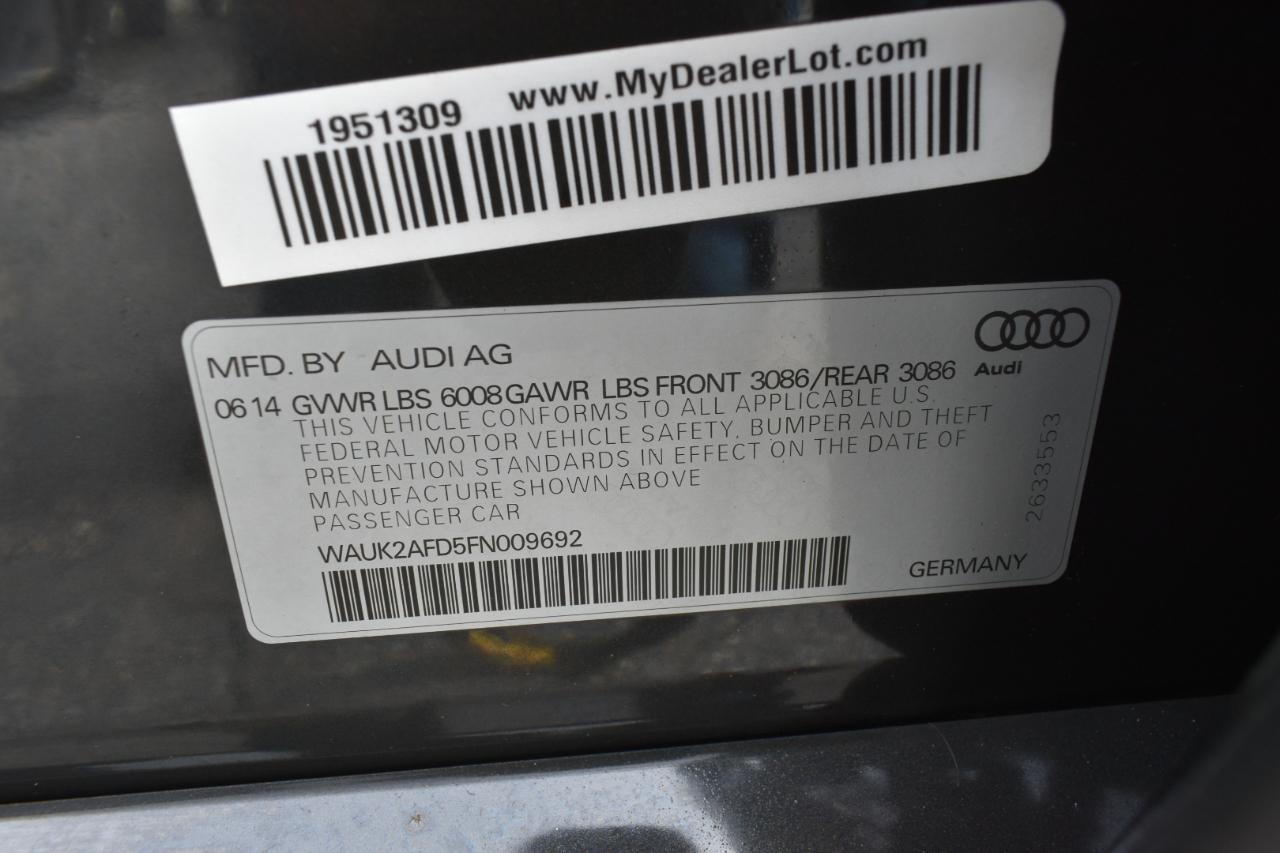 1951309 www.MyDealerLot.com
MFD. BY AUDI AG
Audi
0614 GVWR LBS 6008 GAWR LBS FRONT 3086/REAR 3086
THIS VEHICLE CONFORMS TO ALL APPLICABLE U.S.
FEDERAL MOTOR VEHICLE SAFETY, BUMPER AND THEFT
PREVENTION STANDARDS IN EFFECT ON THE DATE OF
MANUFACTURE SHOWN ABOVE
PASSENGER CAR
WAUK2AFD5FN009692
GERMANY
2633553